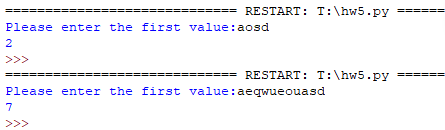 ============================= RESTART: T:\hw5.py ======
Please enter the first value:aosd
2
>>>
============================= RESTART: T:\hw5.py ======
Please enter the first value:aeqwueouasd
7
>>>